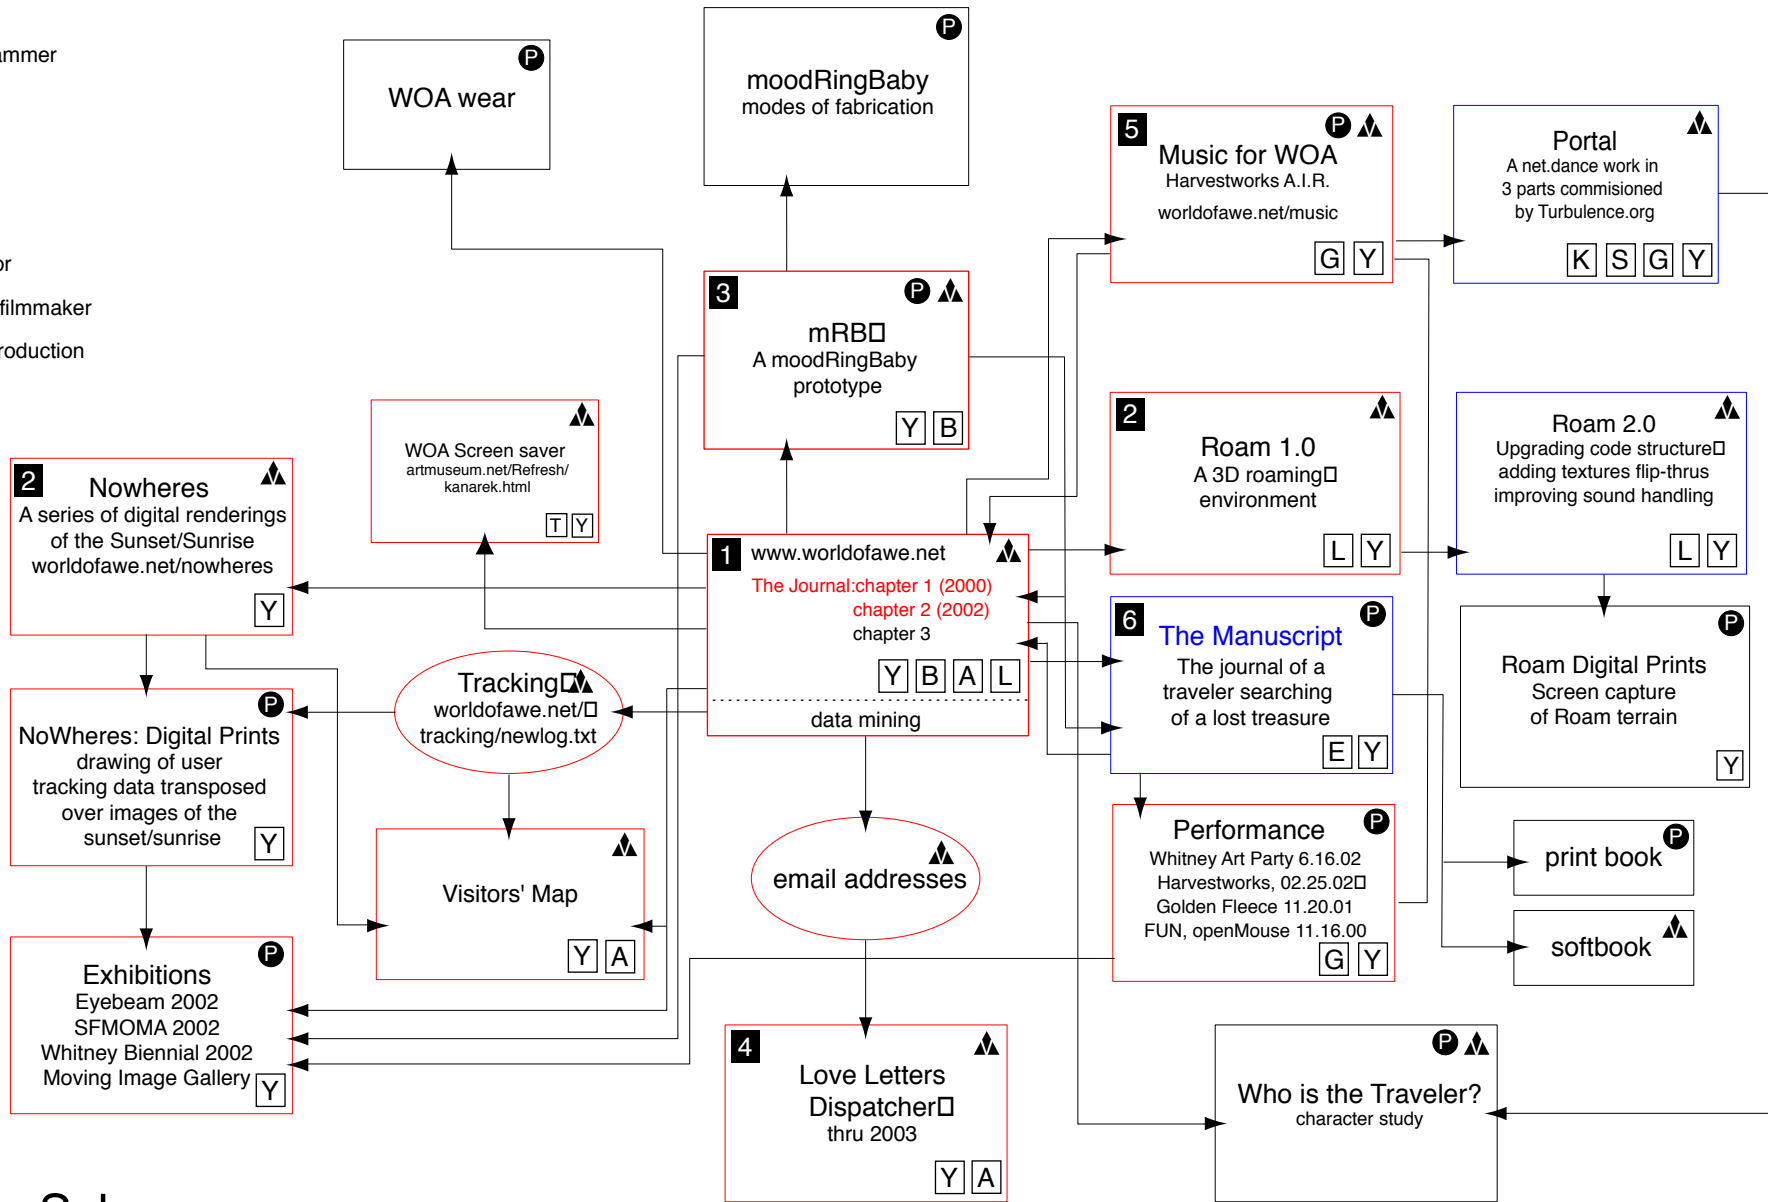 ammer
or
filmmaker
roduction
P
WOA wear
P
moodRingBaby
modes of fabrication
5
P
Music for WOA
Harvestworks A.I.R.
worldofawe.net/music
G Y
Portal
A net.dance work in
3 parts commisioned
by Turbulence.org
K S G Y
3
P
mRB
A moodRingBaby
prototype
Y B
WOA Screen saver
artmuseum.net/Refresh/
kanarek.html
T Y
2
Roam 1.0
A 3D roaming
environment
L Y
Roam 2.0
Upgrading code structure
adding textures flip-thrus
improving sound handling
L Y
2
Nowheres
A series of digital renderings
of the Sunset/Sunrise
worldofawe.net/nowheres
Y
1
www.worldofawe.net
The Journal:chapter 1 (2000)
chapter 2 (2002)
chapter 3
Y B A L
data mining
6
P
The Manuscript
The journal of a
traveler searching
of a lost treasure
E Y
P
Roam Digital Prints
Screen capture
of Roam terrain
Y
Tracking
worldofawe.net/
tracking/newlog.txt
P
NoWheres: Digital Prints
drawing of user
tracking data transposed
over images of the
sunset/sunrise
Y
Visitors' Map
Y A
email addresses
P
Performance
Whitney Art Party 6.16.02
Harvestworks, 02.25.02
Golden Fleece 11.20.01
FUN, openMouse 11.16.00
G Y
P
print book
softbook
P
Exhibitions
Eyebeam 2002
SFMOMA 2002
Whitney Biennial 2002
Moving Image Gallery
Y
4
Love Letters
Dispatcher
thru 2003
Y A
P
Who is the Traveler?
character study